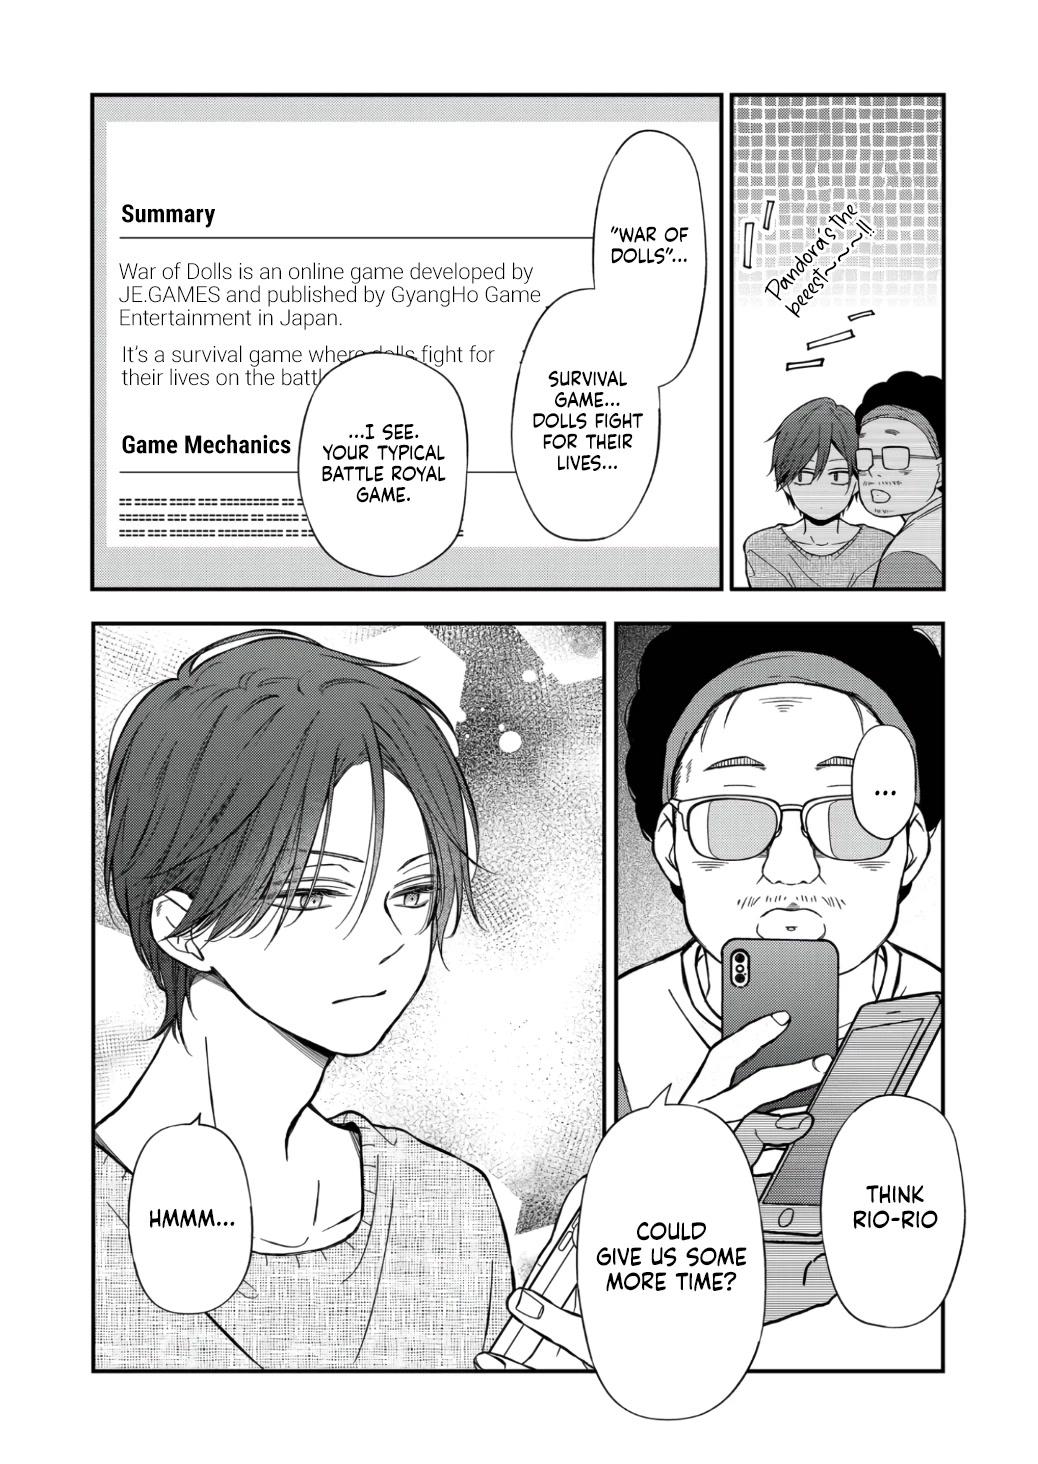 Pandora's the
beeest~~~!!
"WAR OF
DOLLS"...
SURVIVAL
GAME...
DOLLS FIGHT
FOR THEIR
LIVES...
...I SEE.
YOUR TYPICAL
BATTLE ROYAL
GAME.
Summary
War of Dolls is an online game developed by
JE.GAMES and published by GyangHo Game
Entertainment in Japan.
It's a survival game where dolls fight for
their lives on the
Game Mechanics
...
THINK
RIO-RIO
COULD
GIVE US SOME
MORE TIME?
HMMM...